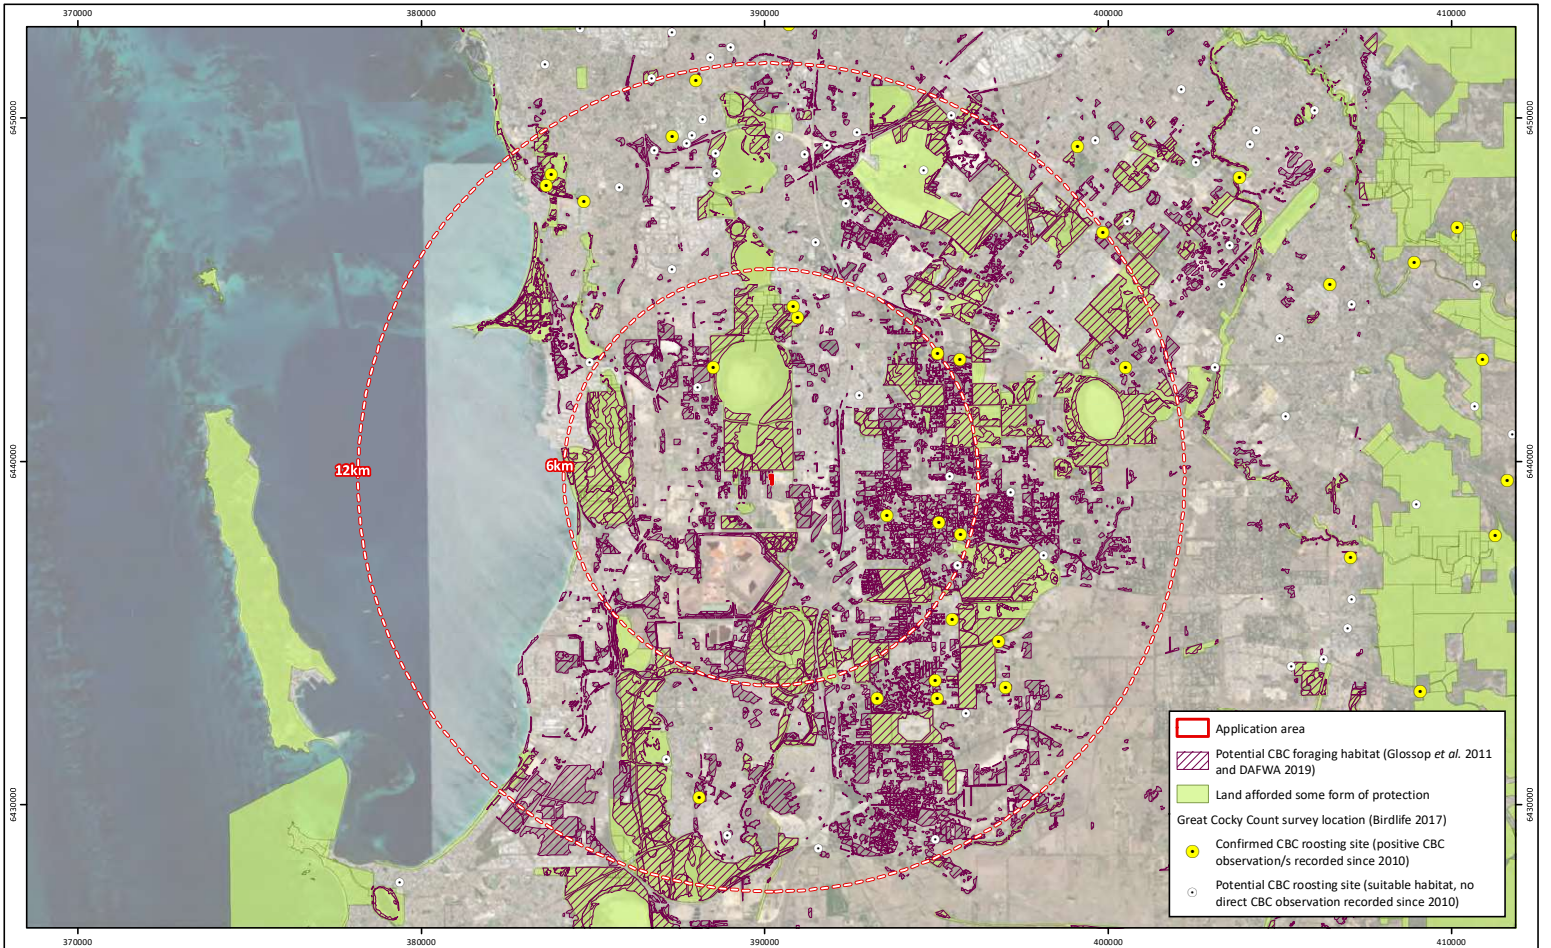 370000 380000 390000 400000 410000
6450000 6450000
12km 6km
6440000 6440000
Application area
Potential CBC foraging habitat (Glossop et al. 2011
and DAFWA 2019)
Land afforded some form of protection
Great Cocky Count survey location (Birdlife 2017)
Confirmed CBC roosting site (positive CBC
observation/s recorded since 2010)
Potential CBC roosting site (suitable habitat, no
direct CBC observation recorded since 2010)
6430000 6430000
370000 380000 390000 400000 410000